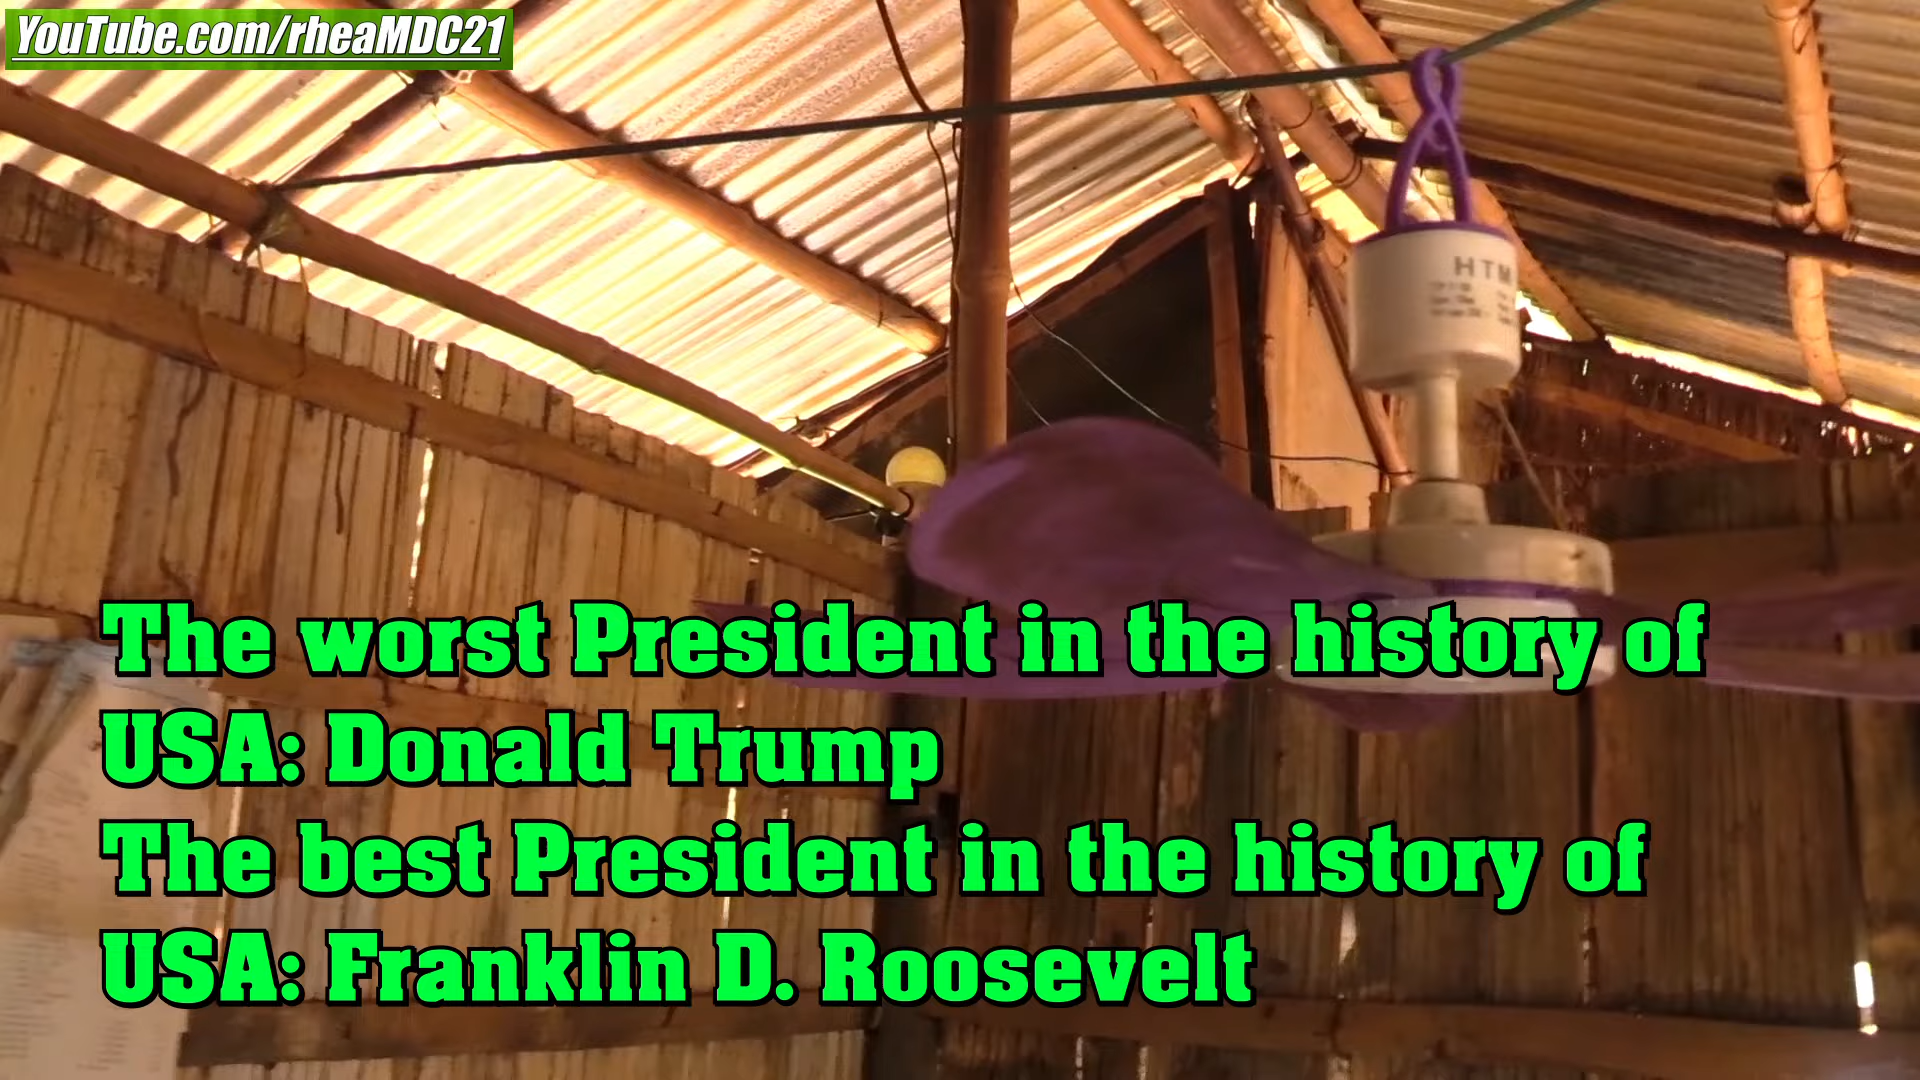 YouTube.com/rheaMDC21
HTM
The worst President in the history of
USA: Donald Trump
The best President in the history of
USA: Franklin D. Roosevelt